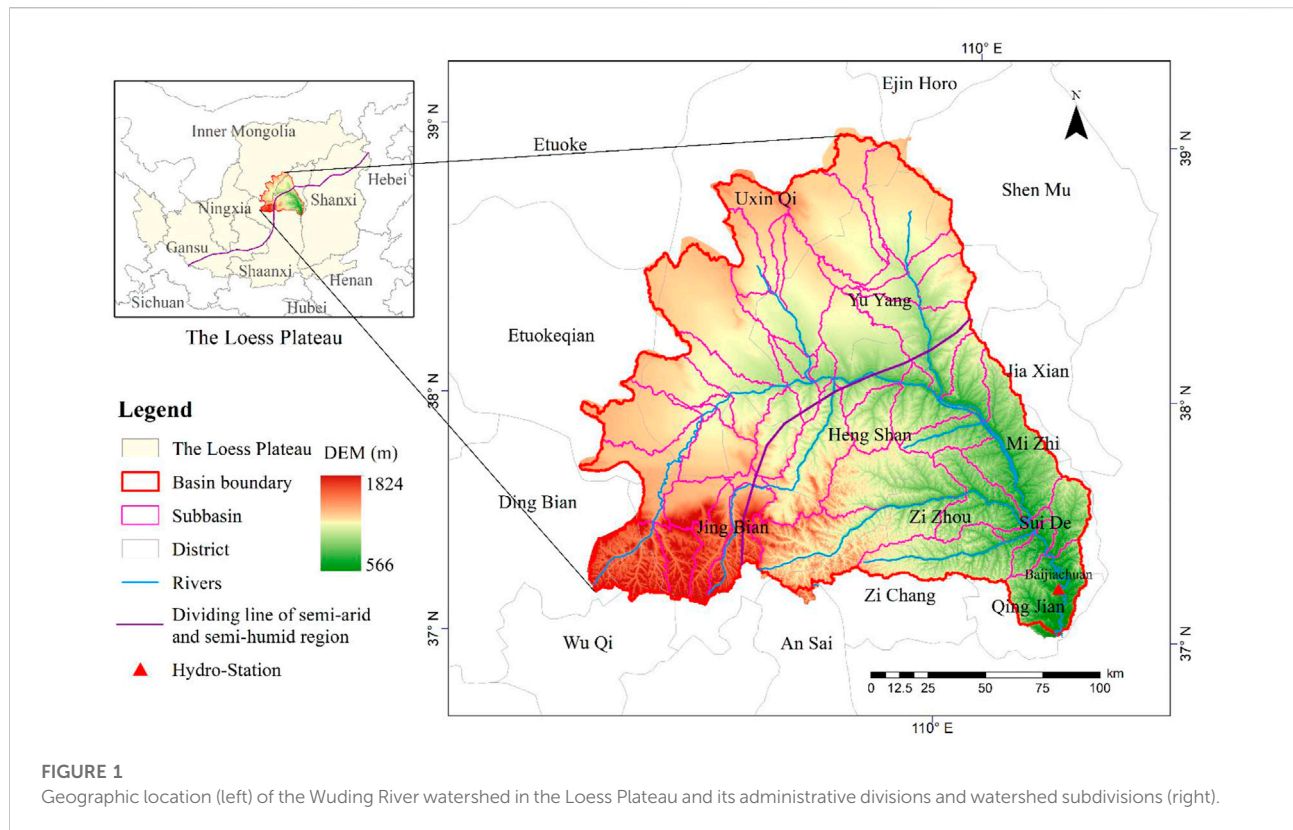 110° E
Ejin Horo
N
39° N
Etuoke
39° N
Inner Mongolia
Hebei
Shanxi
Ningxia
Gansu
Shaanxi
Henan
Sichuan
Hubei
The Loess Plateau
Shen Mu
Uxin Qi
Yu Yang
Etuokeqian
Jia Xian
38° N
38° N
Heng Shan
Mi Zhi
Ding Bian
Jing Bian
Zi Zhou
Sui De
Baijiachuan
Zi Chang
Qing Jian
37° N
Wu Qi
An Sai
37° N
km
0 12.5 25 50 75 100
110° E
Legend
The Loess Plateau
Basin boundary
Subbasin
District
Rivers
Dividing line of semi-arid
and semi-humid region
Hydro-Station
DEM (m)
1824
566
FIGURE 1
Geographic location (left) of the Wuding River watershed in the Loess Plateau and its administrative divisions and watershed subdivisions (right).